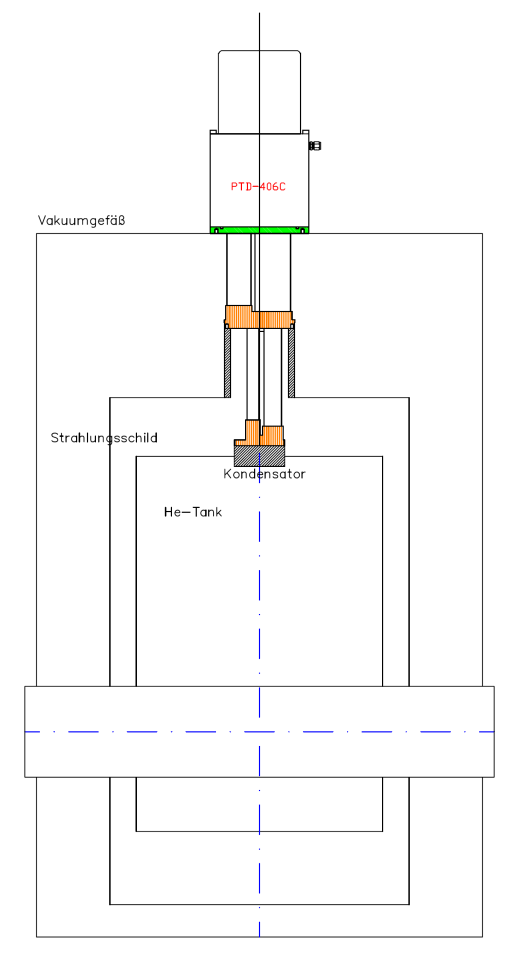 PTD-406C
Vakuumgefäß
Strahlungsschild
Kondensator
He-Tank